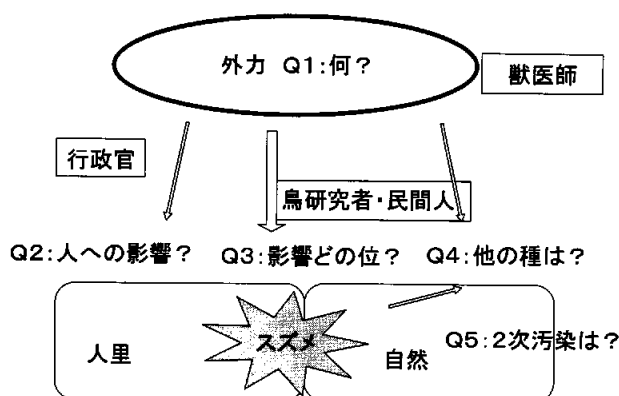 外力 Q1:何?
獣医師
行政官
鳥研究者・民間人
Q2:人への影響?
Q3:影響どの位?
Q4:他の種は?
スズメ
人里
自然
Q5:2次汚染は?